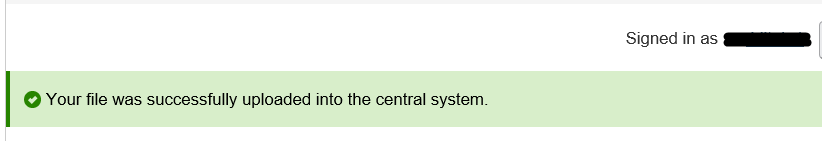 Signed in as
Your file was successfully uploaded into the central system.